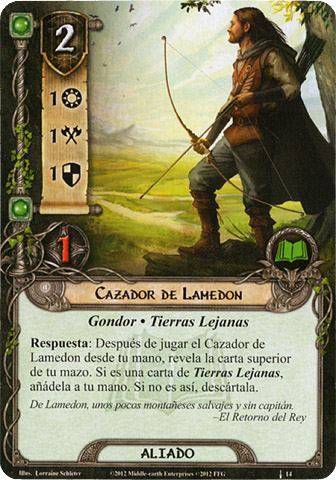 2
1
1
1
1
CAZADOR DE LAMEDON
Gondor • Tierras Lejanas
Respuesta: Después de jugar el Cazador de
Lamedon desde tu mano, revela la carta superior
de tu mazo. Si es una carta de Tierras Lejanas,
añádela a tu mano. Si no es así, descártala.
De Lamedon, unos pocos montañeses salvajes y sin capitán.
–El Retorno del Rey
ALIADO
Illus. Lorraine Schleter
©2012 Middle-earth Enterprises ©2012 FFG
14